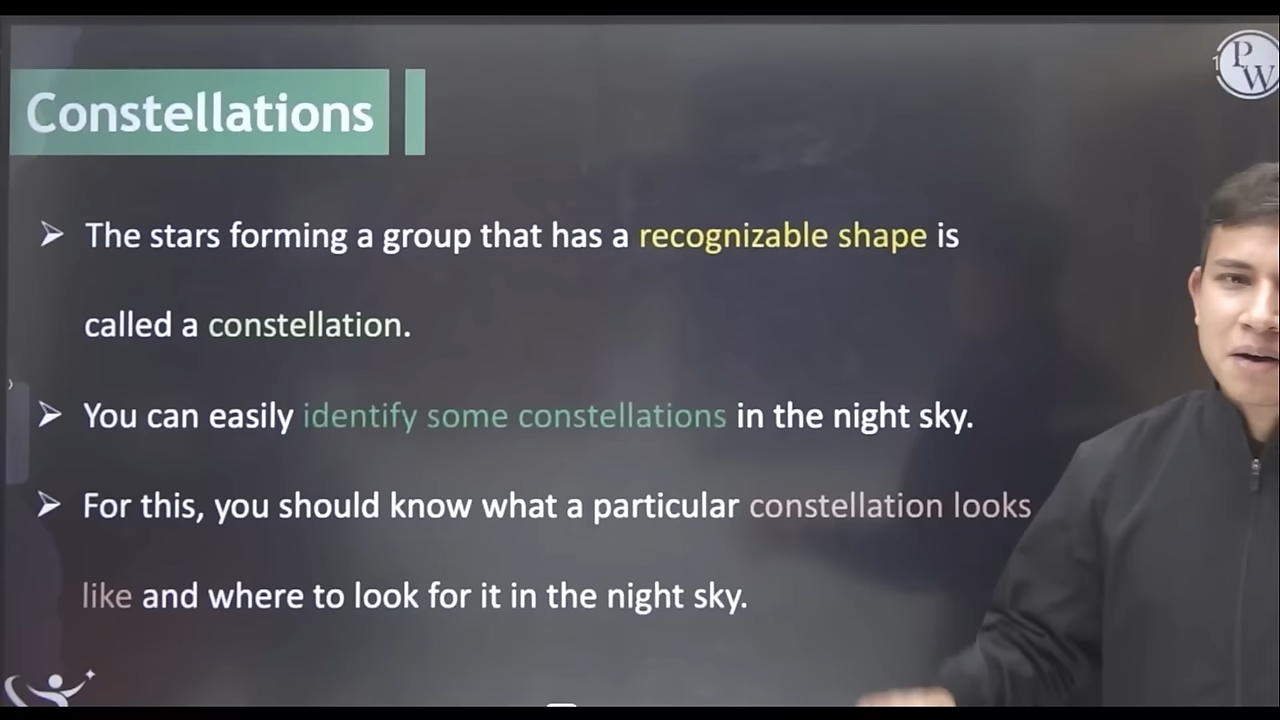 PW
Constellations
➢ The stars forming a group that has a recognizable shape is
called a constellation.
➢ You can easily identify some constellations in the night sky.
➢ For this, you should know what a particular constellation looks
like and where to look for it in the night sky.